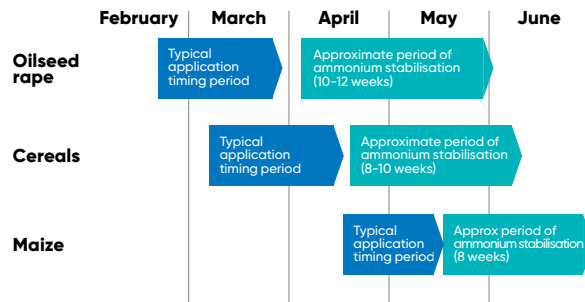 February March April May June
Oilseed
rape
Typical
application
timing period
Approximate period of
ammonium stabilisation
(10-12 weeks)
Cereals
Typical
application
timing period
Approximate period of
ammonium stabilisation
(8-10 weeks)
Maize
Typical
application
timing period
Approx period of
ammonium stabilisation
(8 weeks)